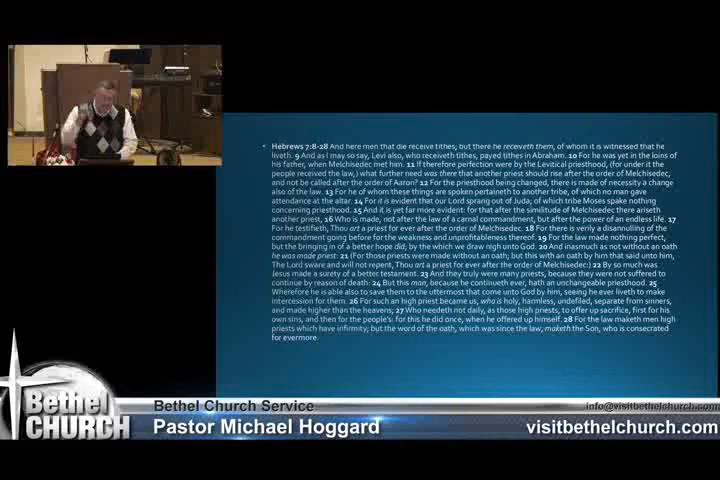 • Hebrews 7:8-28 And here men that die receive tithes; but there he receiveth them, of whom it is witnessed that he
liveth. 9 And as I may so say, Levi also, who receiveth tithes, payed tithes in Abraham. 10 For he was yet in the loins of
his father, when Melchisedec met him. 11 If therefore perfection were by the Levitical priesthood, (for under it the
people received the law,) what further need was there that another priest should rise after the order of Melchisedec,
and not be called after the order of Aaron? 12 For the priesthood being changed, there is made of necessity a change
also of the law. 13 For he of whom these things are spoken pertaineth to another tribe, of which no man gave
attendance at the altar. 14 For it is evident that our Lord sprang out of Juda; of which tribe Moses spake nothing
concerning priesthood. 15 And it is yet far more evident: for that after the similitude of Melchisedec there ariseth
another priest, 16 Who is made, not after the law of a carnal commandment, but after the power of an endless life. 17
For he testifieth, Thou art a priest for ever after the order of Melchisedec. 18 For there is verily a disannulling of the
commandment going before for the weakness and unprofitableness thereof. 19 For the law made nothing perfect,
but the bringing in of a better hope did; by the which we draw nigh unto God. 20 And inasmuch as not without an oath
he was made priest: 21 (For those priests were made without an oath; but this with an oath by him that said unto him,
The Lord sware and will not repent, Thou art a priest for ever after the order of Melchisedec:) 22 By so much was
Jesus made a surety of a better testament. 23 And they truly were many priests, because they were not suffered to
continue by reason of death: 24 But this man, because he continueth ever, hath an unchangeable priesthood. 25
Wherefore he is able also to save them to the uttermost that come unto God by him, seeing he ever liveth to make
intercession for them. 26 For such an high priest became us, who is holy, harmless, undefiled, separate from sinners,
and made higher than the heavens; 27 Who needeth not daily, as those high priests, to offer up sacrifice, first for his
own sins, and then for the people's: for this he did once, when he offered up himself. 28 For the law maketh men high
priests which have infirmity; but the word of the oath, which was since the law, maketh the Son, who is consecrated
for evermore.
Bethel
CHURCH
Bethel Church Service
info@visitbethelchurch.com
Pastor Michael Hoggard
visitbethelchurch.com